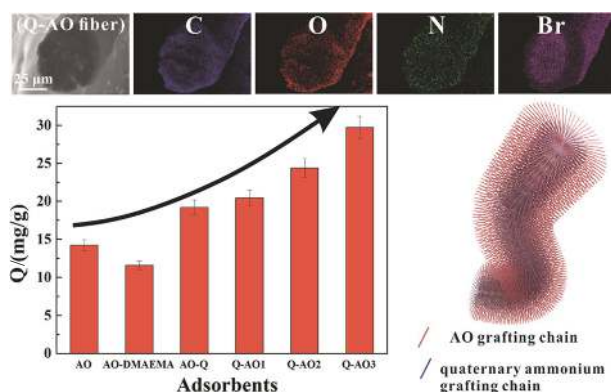 (Q-AO fiber)
C
O
N
Br
25 μm
Q/(mg/g)
30
25
20
15
10
5
0
AO
AO-DMAEMA
AO-Q
Q-AO1
Q-AO2
Q-AO3
Adsorbents
AO grafting chain
quaternary ammonium
grafting chain